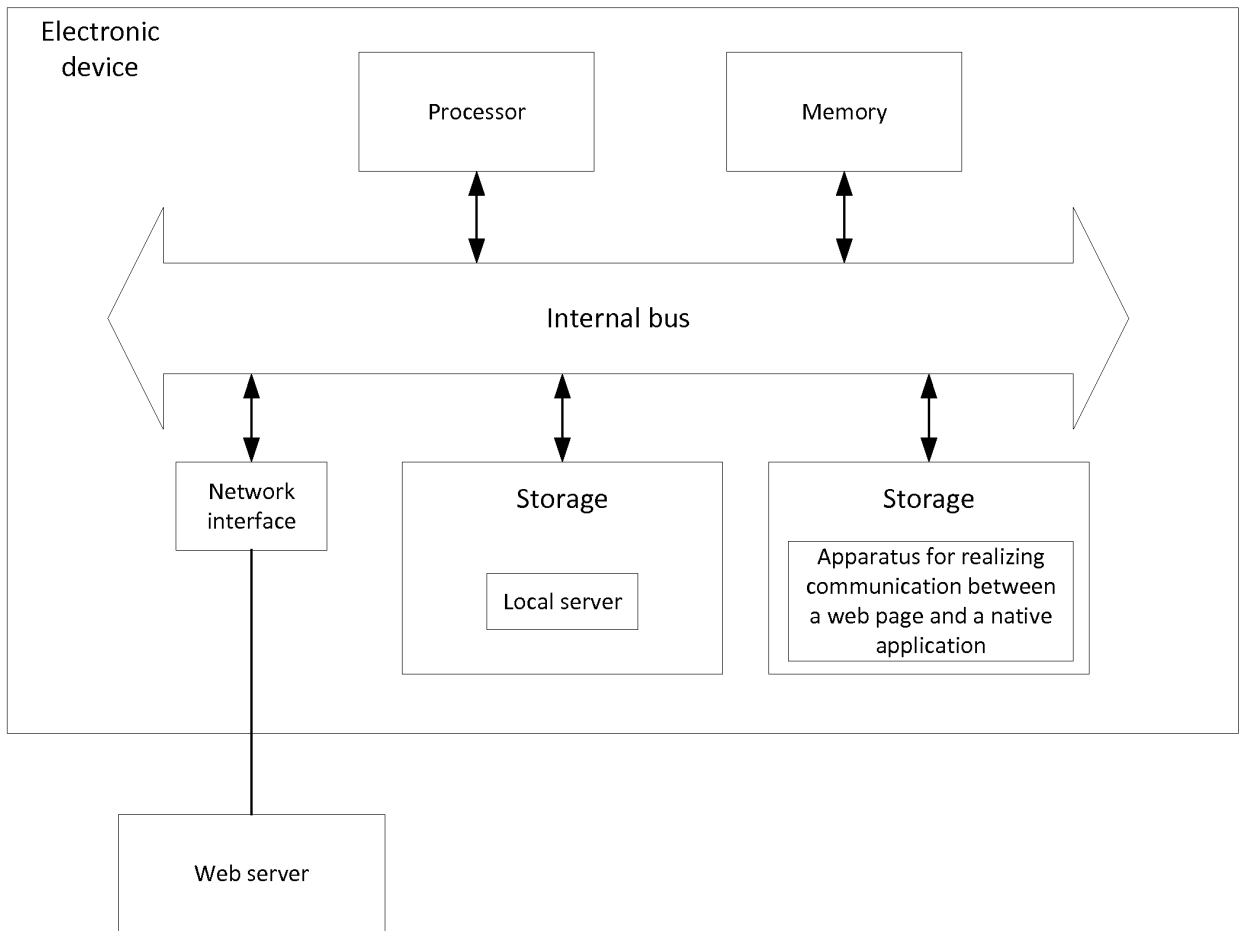 Electronic
device
Processor
Memory
Internal bus
Network
interface
Storage
Local server
Storage
Apparatus for realizing
communication between
a web page and a native
application
Web server